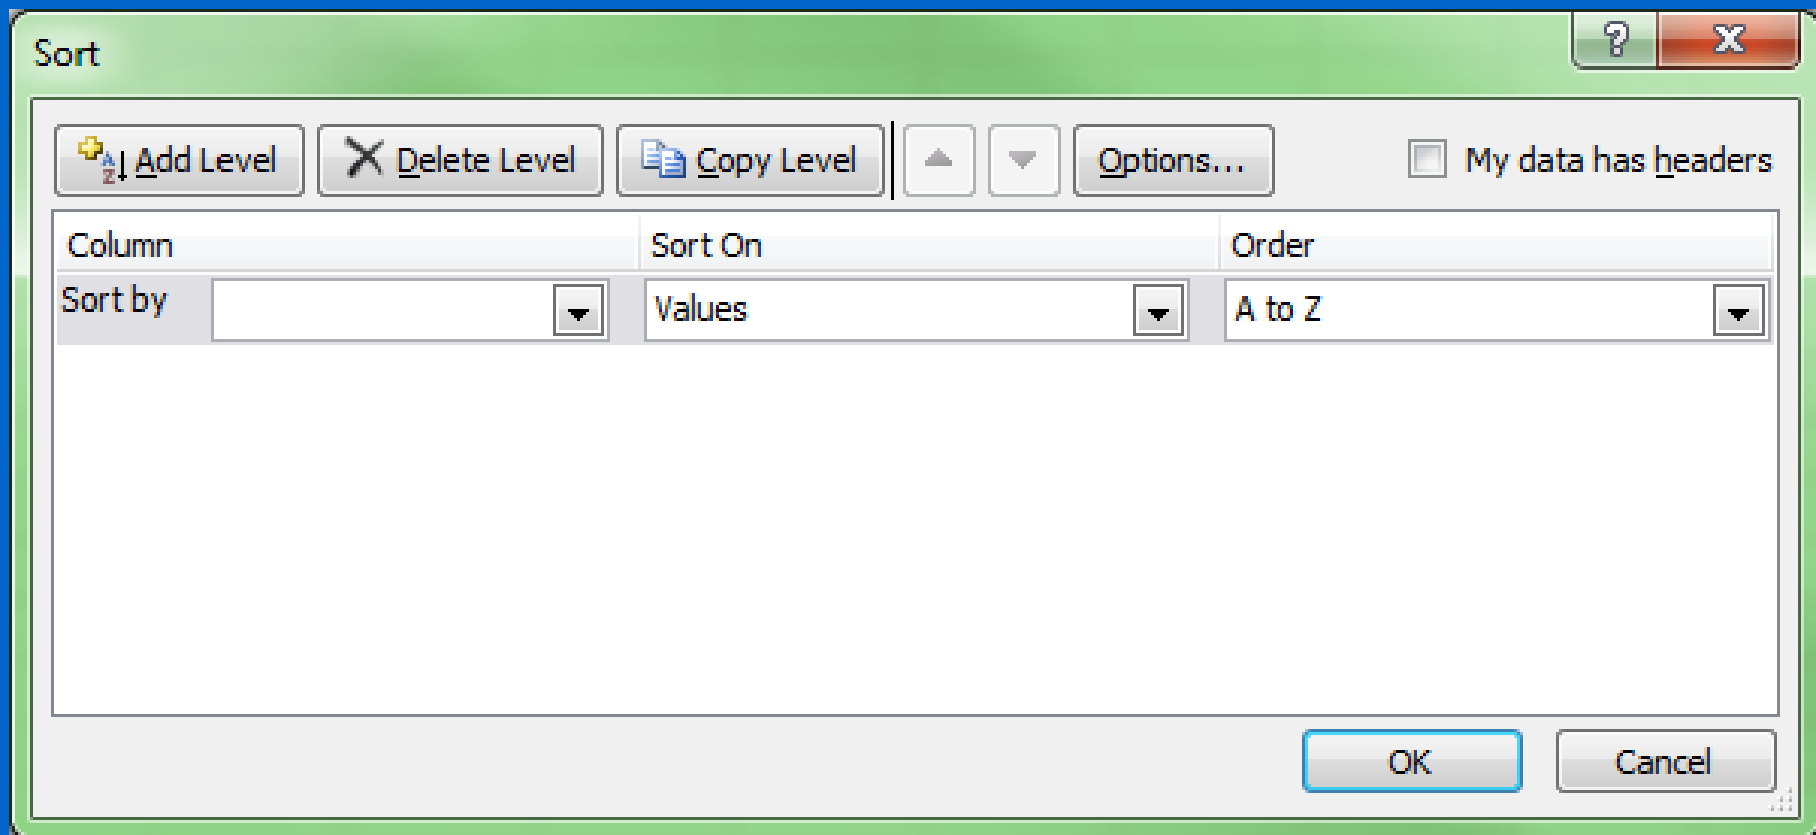 Sort
Add Level Delete Level Copy Level Options... My data has headers
Column Sort On Order
Sort by Values A to Z
OK Cancel